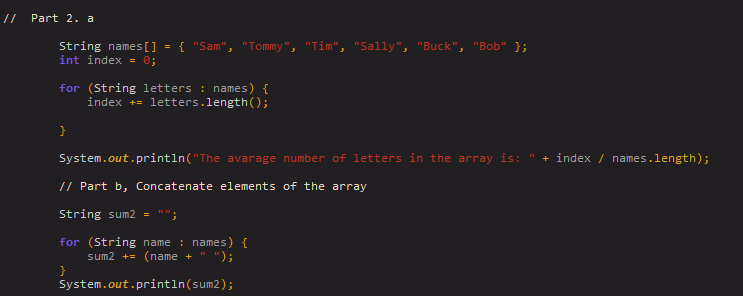 //  Part 2. a
String names[] = { "Sam", "Tommy", "Tim", "Sally", "Buck", "Bob" };
int index = 0;
for (String letters : names) {
index += letters.length();
}
System.out.println("The avarage number of letters in the array is: " + index / names.length);
// Part b, Concatenate elements of the array
String sum2 = "";
for (String name : names) {
sum2 += (name + " ");
}
System.out.println(sum2);